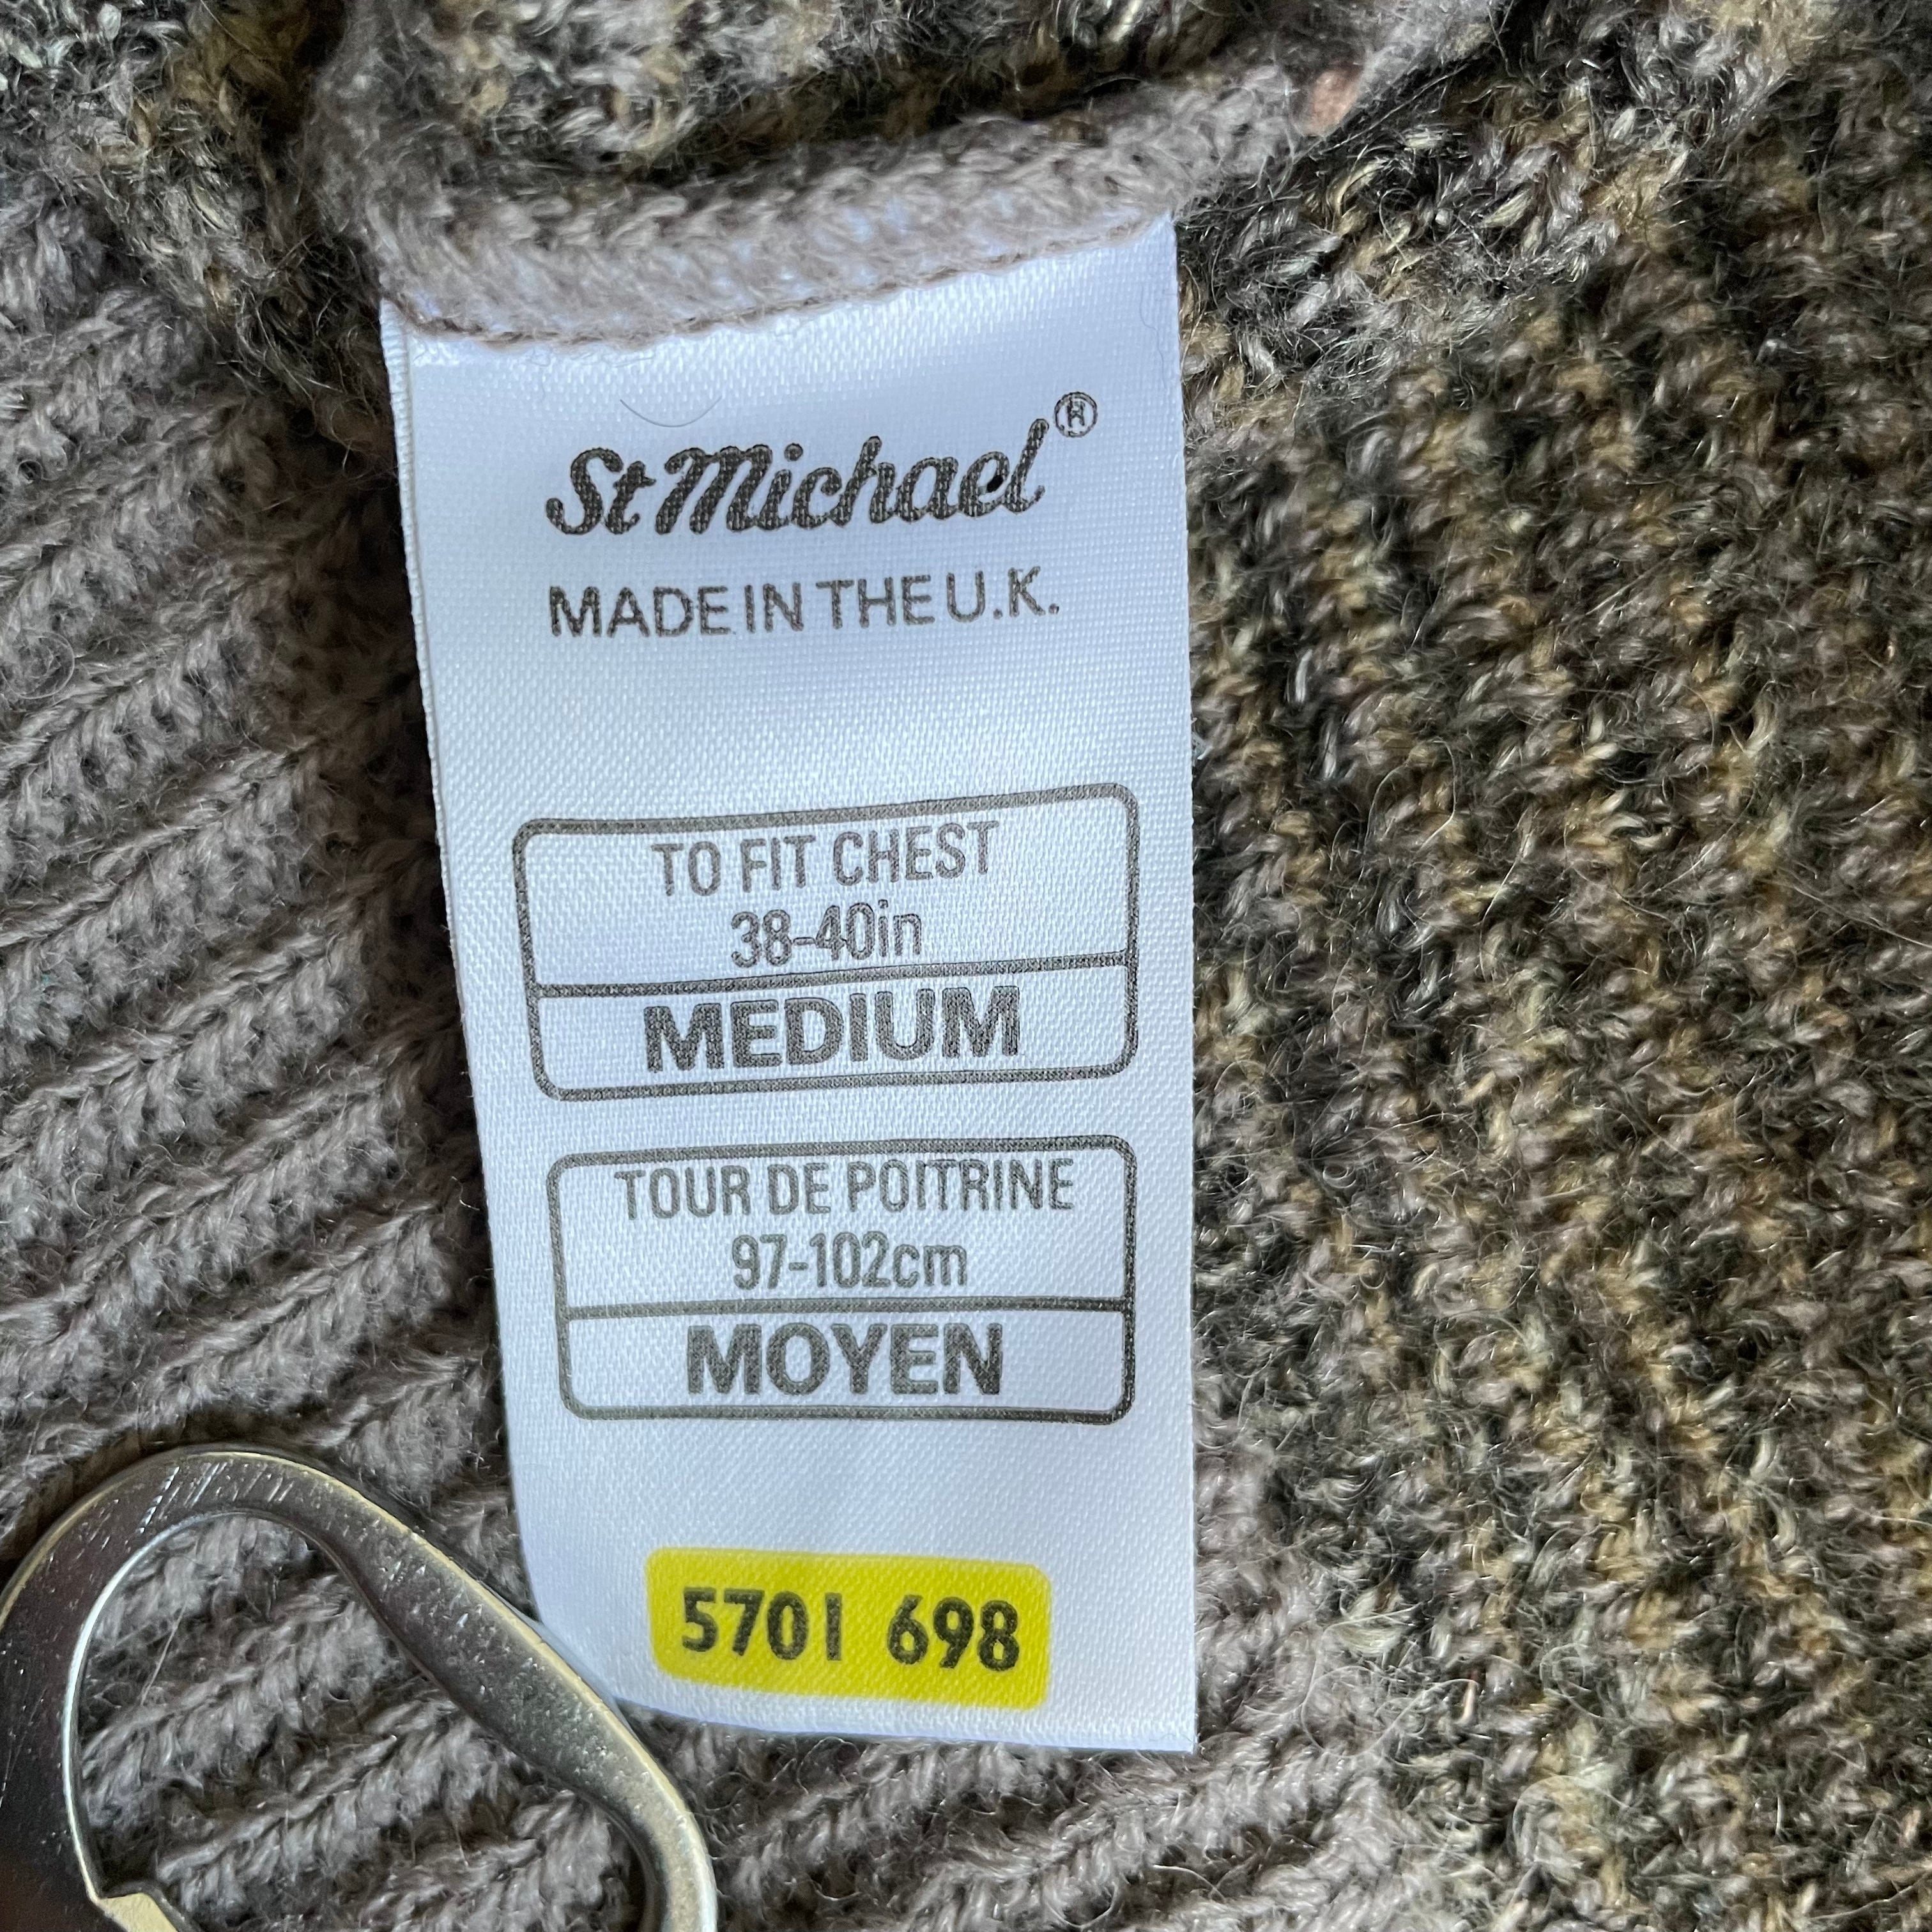 St Michael®
MADE IN THE U.K.
TO FIT CHEST
38-40in
MEDIUM
TOUR DE POITRINE
97-102cm
MOYEN
5701 698